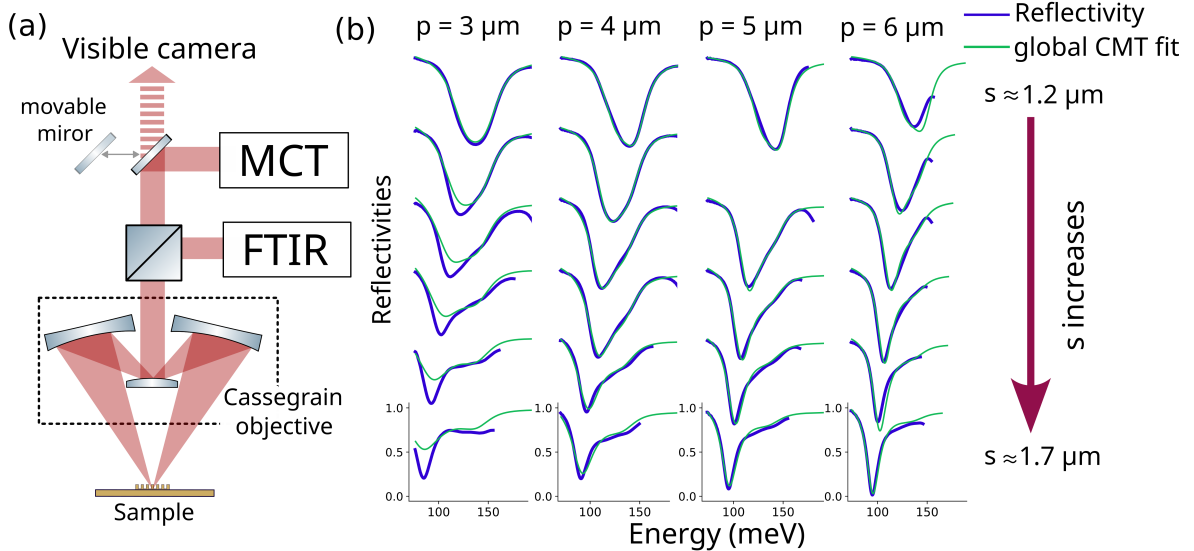 (a)
Visible camera
movable
miror
MCT
FTIR
Cassegrain
objective
Sample
(b)
p = 3 μm
p = 4 μm
p = 5 μm
p = 6 μm
Reflectivity
global CMT fit
s ≈1.2 μm
s increases
s ≈1.7 μm
Reflectivities
1.0
0.5
0.0
100
150
1.0
0.5
0.0
100
150
1.0
0.5
0.0
100
150
1.0
0.5
0.0
100
150
Energy (meV)